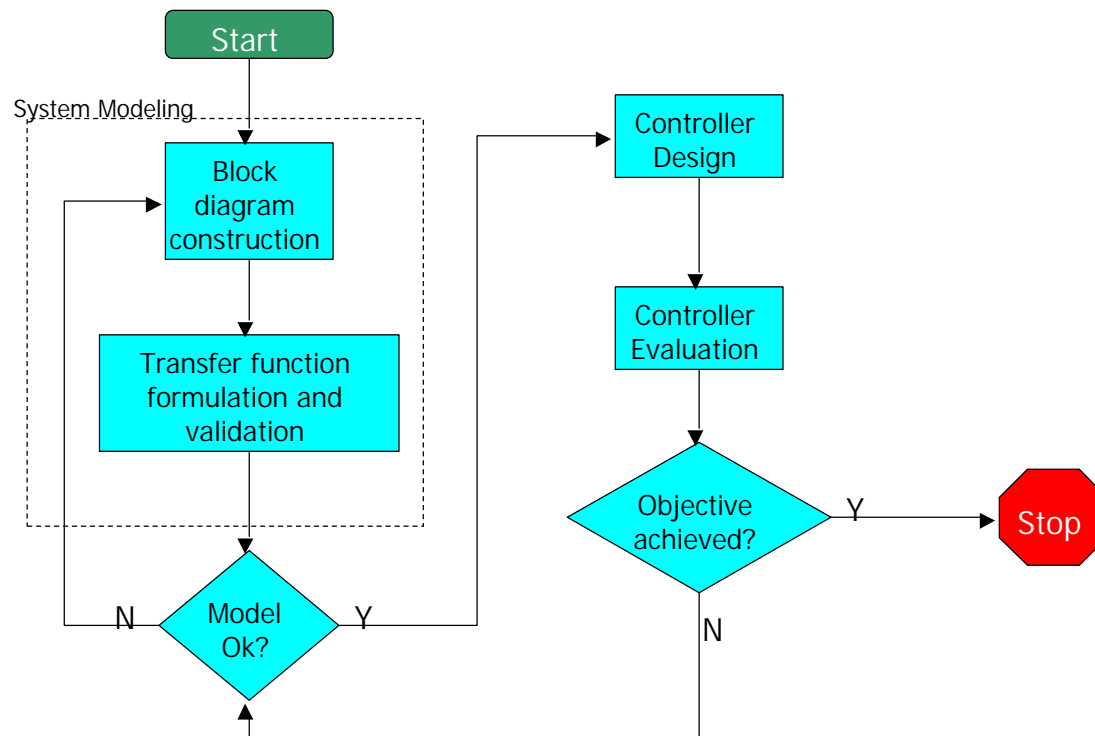 Start
System Modeling
Block
diagram
construction
Transfer function
formulation and
validation
Model
Ok?
N
Y
Controller
Design
Controller
Evaluation
Objective
achieved?
Y
N
Stop